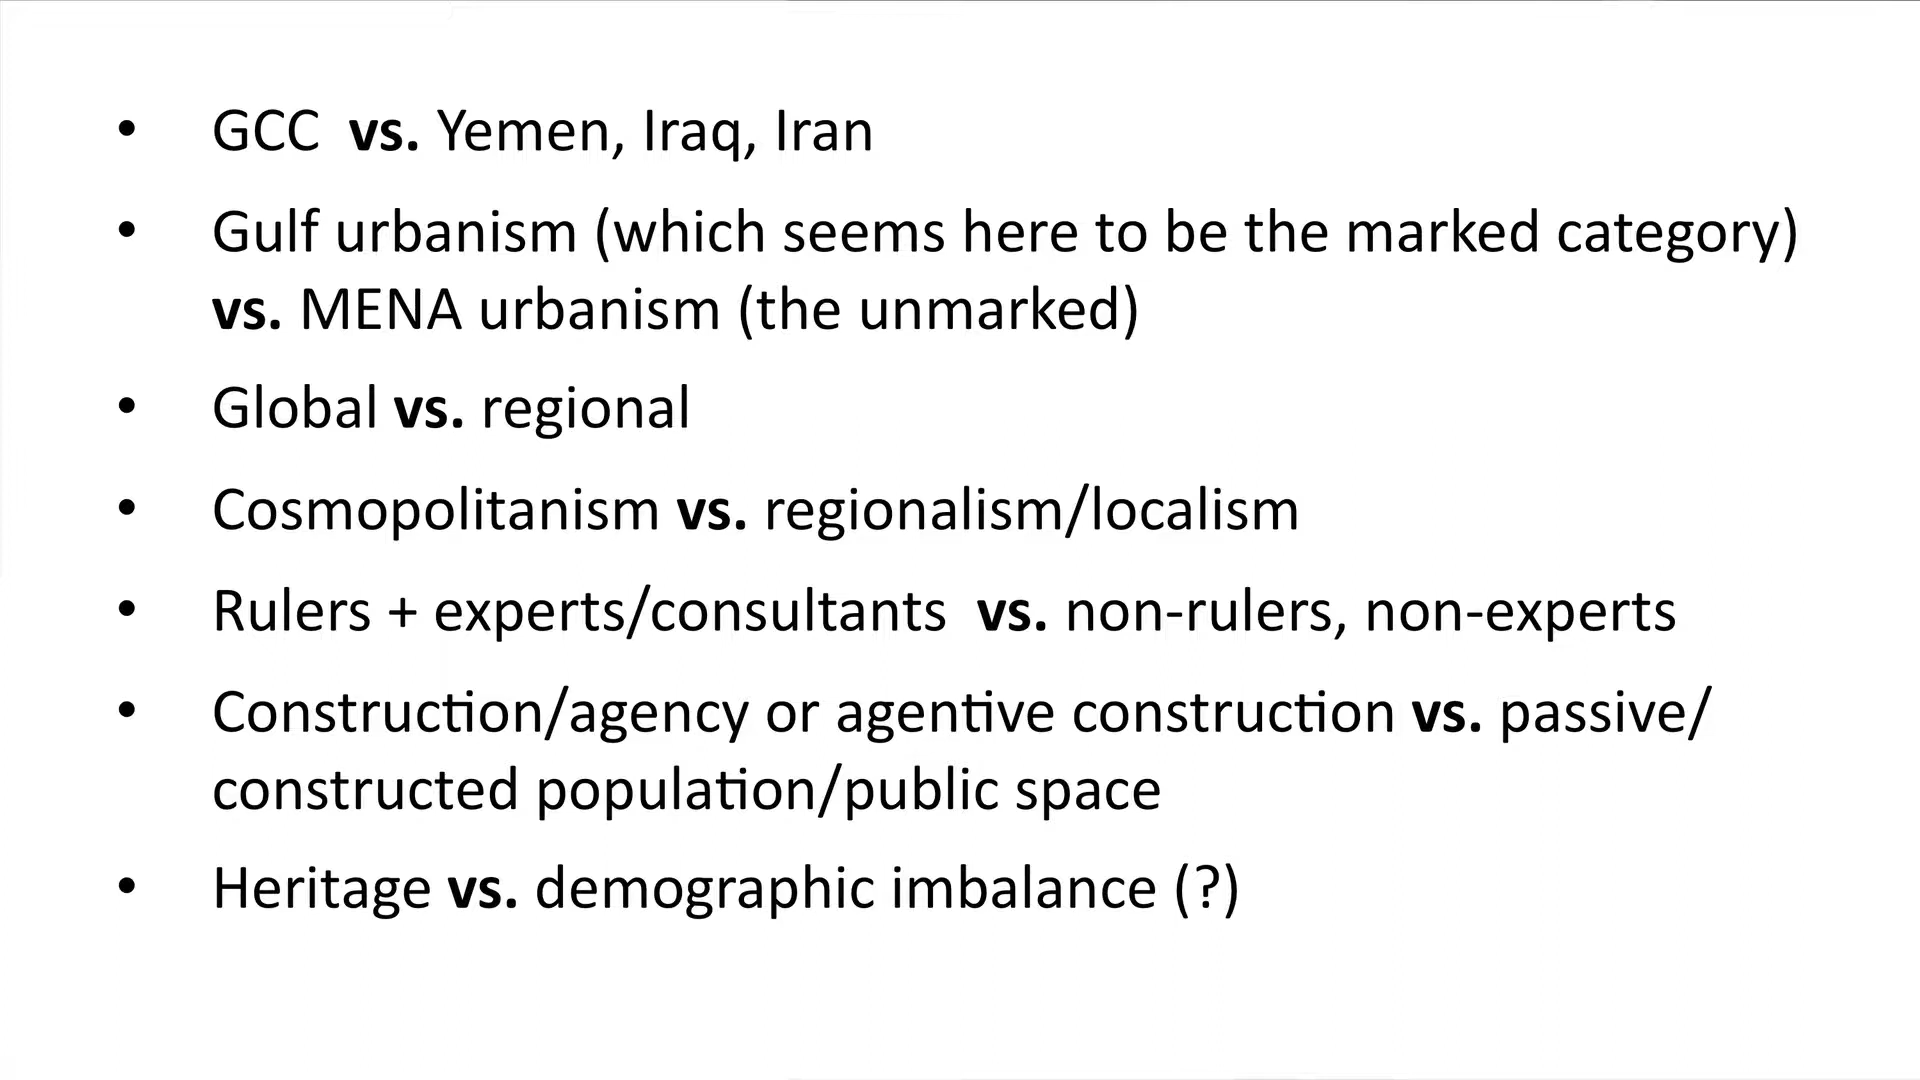 • GCC vs. Yemen, Iraq, Iran
• Gulf urbanism (which seems here to be the marked category)
vs. MENA urbanism (the unmarked)
• Global vs. regional
• Cosmopolitanism vs. regionalism/localism
• Rulers + experts/consultants vs. non-rulers, non-experts
• Construction/agency or agentive construction vs. passive/
constructed population/public space
• Heritage vs. demographic imbalance (?)